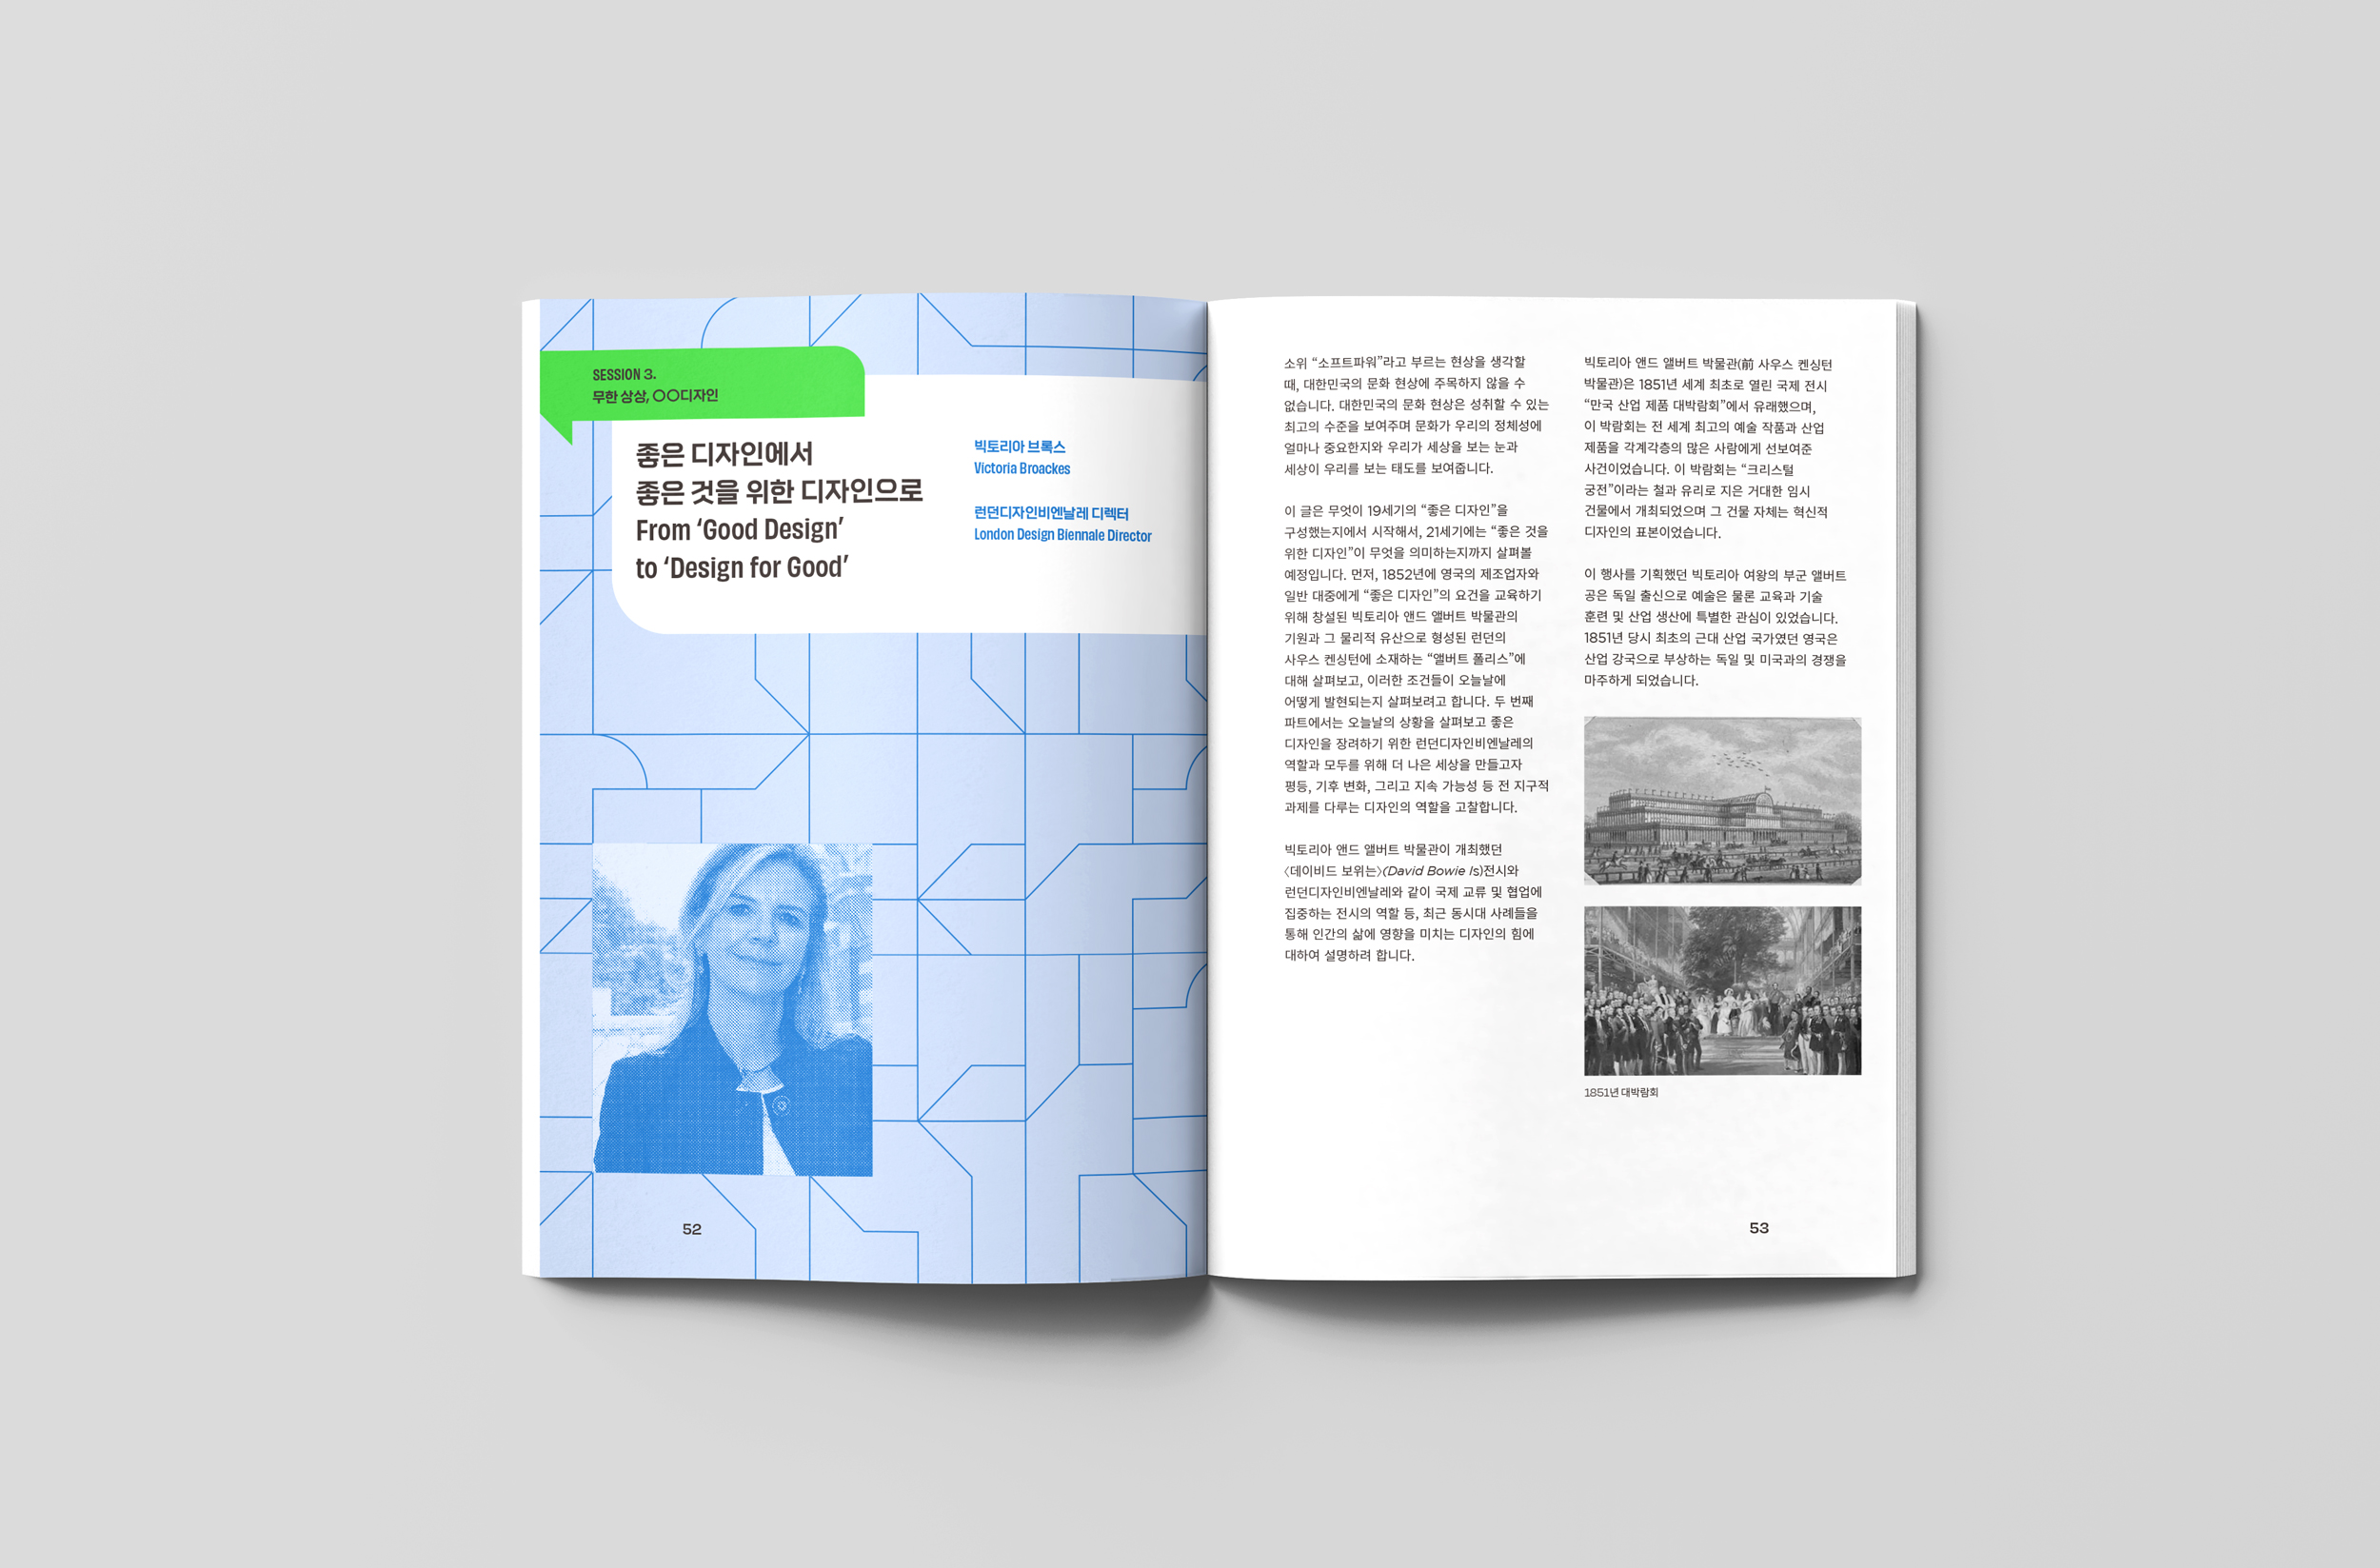 SESSION 3.
무한 상상, ○○디자인
좋은 디자인에서
좋은 것을 위한 디자인으로
From ‘Good Design’
to ‘Design for Good’
빅토리아 브록스
Victoria Broackes
런던디자인비엔날레 디렉터
London Design Biennale Director
52
소위 “소프트파워”라고 부르는 현상을 생각할
때, 대한민국의 문화 현상에 주목하지 않을 수
없습니다. 대한민국의 문화 현상은 성취할 수 있는
최고의 수준을 보여주며 문화가 우리의 정체성에
얼마나 중요한지와 우리가 세상을 보는 눈과
세상이 우리를 보는 태도를 보여줍니다.
이 글은 무엇이 19세기의 “좋은 디자인”을
구성했는지에서 시작해서, 21세기에는 “좋은 것을
위한 디자인”이 무엇을 의미하는지까지 살펴볼
예정입니다. 먼저, 1852년에 영국의 제조업자와
일반 대중에게 “좋은 디자인”의 요건을 교육하기
위해 창설된 빅토리아 앤드 앨버트 박물관의
기원과 그 물리적 유산으로 형성된 런던의
사우스 켄싱턴에 소재하는 “앨버트 폴리스”에
대해 살펴보고, 이러한 조건들이 오늘날에
어떻게 발현되는지 살펴보려고 합니다. 두 번째
파트에서는 오늘날의 상황을 살펴보고 좋은
디자인을 장려하기 위한 런던디자인비엔날레의
역할과 모두를 위해 더 나은 세상을 만들고자
평등, 기후 변화, 그리고 지속 가능성 등 전 지구적
과제를 다루는 디자인의 역할을 고찰합니다.
빅토리아 앤드 앨버트 박물관이 개최했던
〈데이비드 보위는〉(David Bowie Is)전시와
런던디자인비엔날레와 같이 국제 교류 및 협업에
집중하는 전시의 역할 등, 최근 동시대 사례들을
통해 인간의 삶에 영향을 미치는 디자인의 힘에
대하여 설명하려 합니다.
빅토리아 앤드 앨버트 박물관(前 사우스 켄싱턴
박물관)은 1851년 세계 최초로 열린 국제 전시
“만국 산업 제품 대박람회”에서 유래했으며,
이 박람회는 전 세계 최고의 예술 작품과 산업
제품을 각계각층의 많은 사람에게 선보여준
사건이었습니다. 이 박람회는 “크리스털
궁전”이라는 철과 유리로 지은 거대한 임시
건물에서 개최되었으며 그 건물 자체는 혁신적
디자인의 표본이었습니다.
이 행사를 기획했던 빅토리아 여왕의 부군 앨버트
공은 독일 출신으로 예술은 물론 교육과 기술
훈련 및 산업 생산에 특별한 관심이 있었습니다.
1851년 당시 최초의 근대 산업 국가였던 영국은
산업 강국으로 부상하는 독일 및 미국과의 경쟁을
마주하게 되었습니다.
1851년 대박람회
53